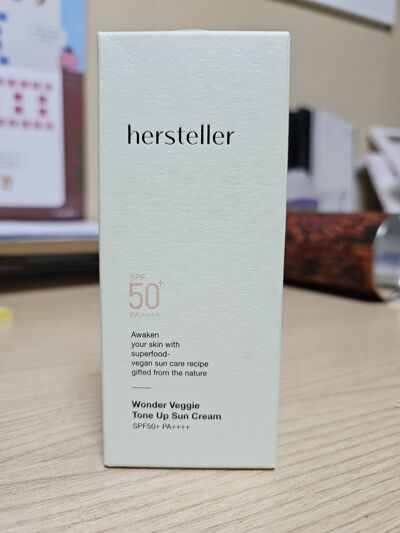 hersteller
SPF
50+
PA++++
Awaken
your skin with
superfood-
vegan sun care recipe
gifted from the nature
Wonder Veggie
Tone Up Sun Cream
SPF50+ PA++++